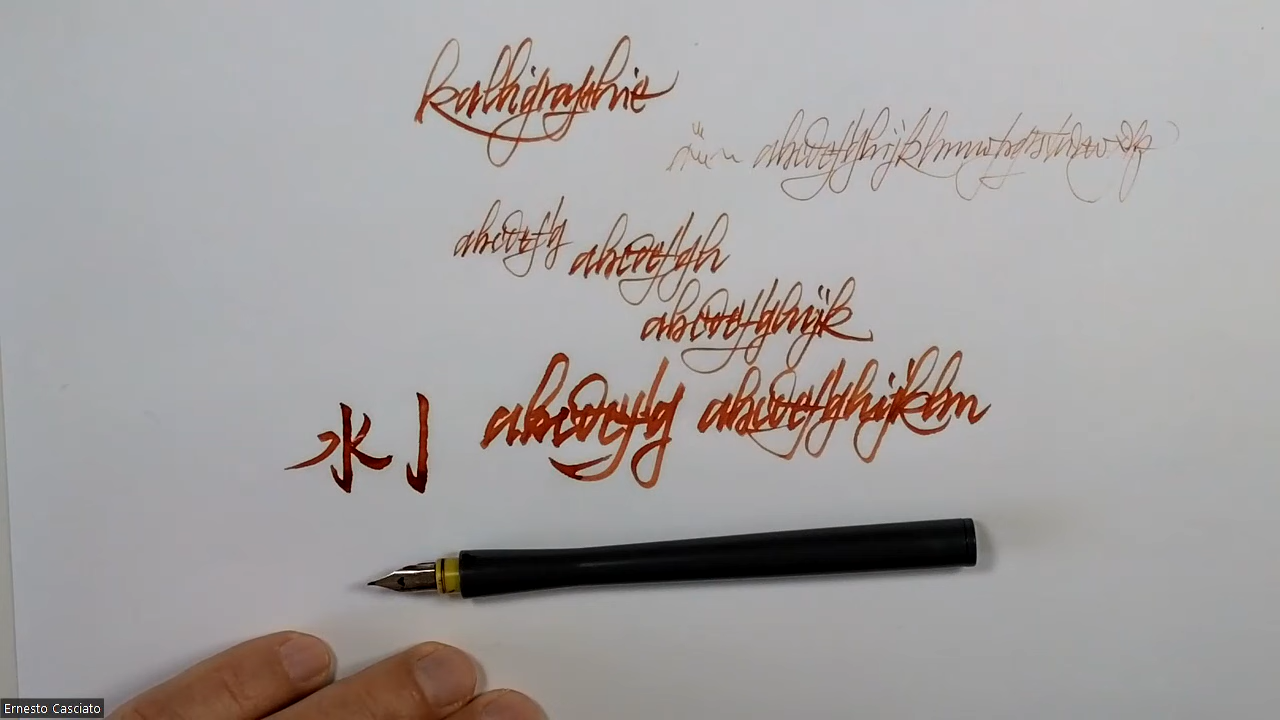 kalligraphie
abcdefghijklmnopqrstuvwxyz
abcdefg abcdefgh
abcdefghijk
水亅 abcdefg abcdefghijklm
Ernesto Casciato